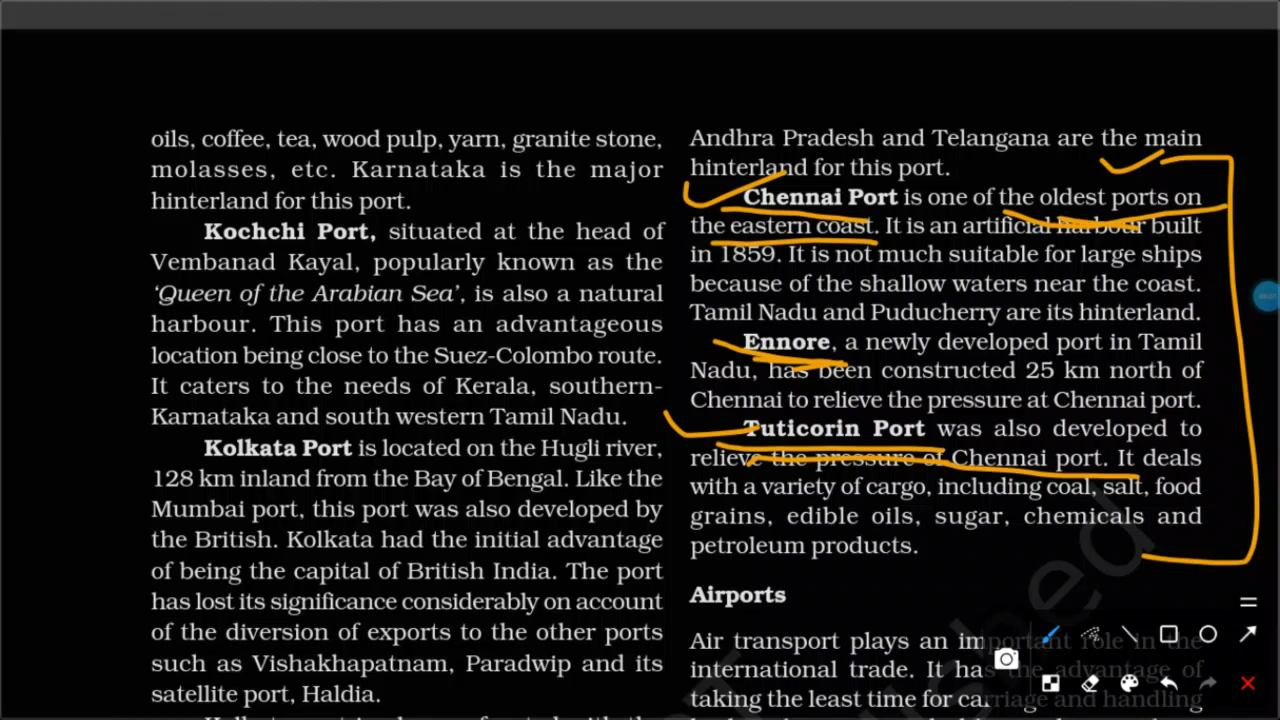 oils, coffee, tea, wood pulp, yarn, granite stone,
molasses, etc. Karnataka is the major
hinterland for this port.
Kochchi Port, situated at the head of
Vembanad Kayal, popularly known as the
‘Queen of the Arabian Sea’, is also a natural
harbour. This port has an advantageous
location being close to the Suez-Colombo route.
It caters to the needs of Kerala, southern-
Karnataka and south western Tamil Nadu.
Kolkata Port is located on the Hugli river,
128 km inland from the Bay of Bengal. Like the
Mumbai port, this port was also developed by
the British. Kolkata had the initial advantage
of being the capital of British India. The port
has lost its significance considerably on account
of the diversion of exports to the other ports
such as Vishakhapatnam, Paradwip and its
satellite port, Haldia.
Andhra Pradesh and Telangana are the main
hinterland for this port.
Chennai Port is one of the oldest ports on
the eastern coast. It is an artificial harbour built
in 1859. It is not much suitable for large ships
because of the shallow waters near the coast.
Tamil Nadu and Puducherry are its hinterland.
Ennore, a newly developed port in Tamil
Nadu, has been constructed 25 km north of
Chennai to relieve the pressure at Chennai port.
Tuticorin Port was also developed to
relieve the pressure of Chennai port. It deals
with a variety of cargo, including coal, salt, food
grains, edible oils, sugar, chemicals and
petroleum products.
Airports
Air transport plays an important role in the
international trade. It has the advantage of
taking the least time for carriage and handling